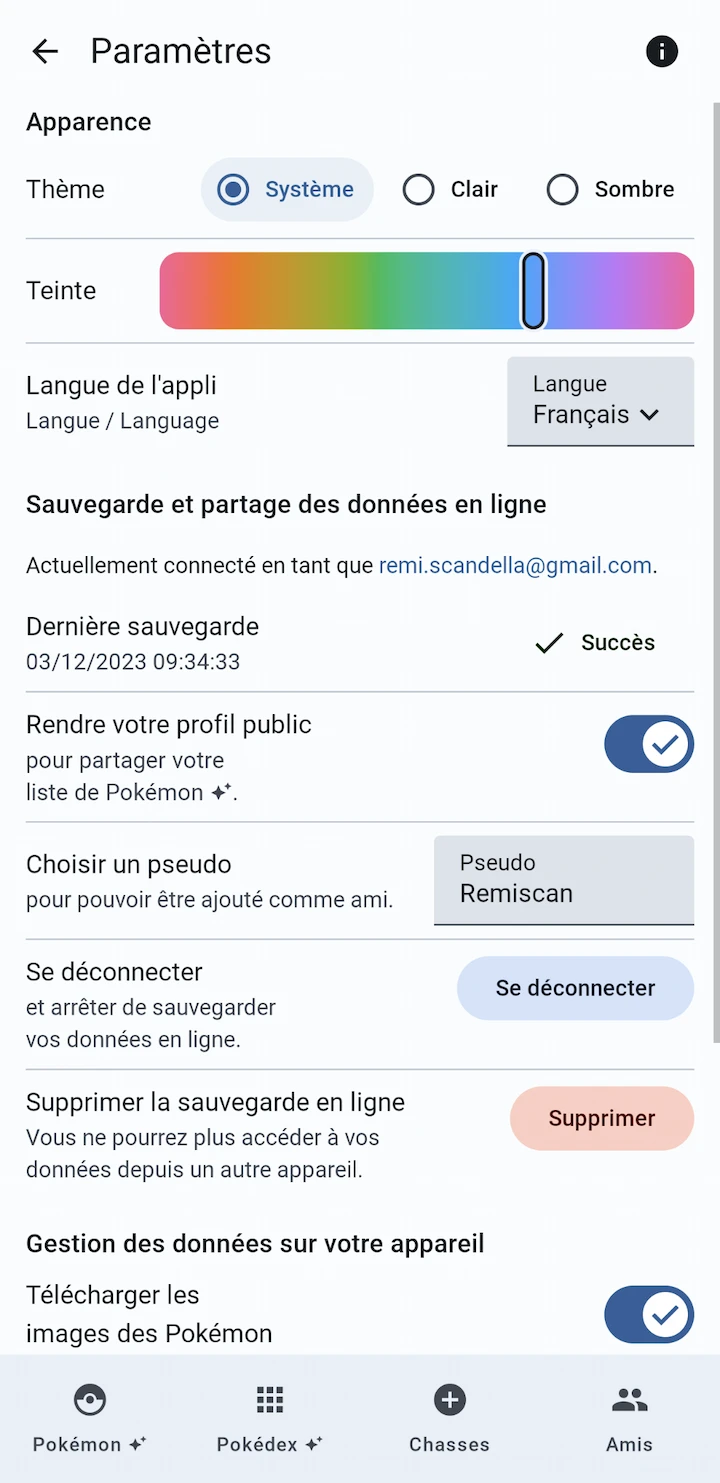 Paramètres
Apparence
Thème
Système
Clair
Sombre
Teinte
Langue de l'appli
Langue / Language
Langue
Français
Sauvegarde et partage des données en ligne
Actuellement connecté en tant que remi.scandella@gmail.com.
Dernière sauvegarde
03/12/2023 09:34:33
Succès
Rendre votre profil public
pour partager votre
liste de Pokémon ✨.
Choisir un pseudo
pour pouvoir être ajouté comme ami.
Pseudo
Remiscan
Se déconnecter
et arrêter de sauvegarder
vos données en ligne.
Se déconnecter
Supprimer la sauvegarde en ligne
Vous ne pourrez plus accéder à vos
données depuis un autre appareil.
Supprimer
Gestion des données sur votre appareil
Télécharger les
images des Pokémon
Pokémon ✨
Pokédex ✨
Chasses
Amis